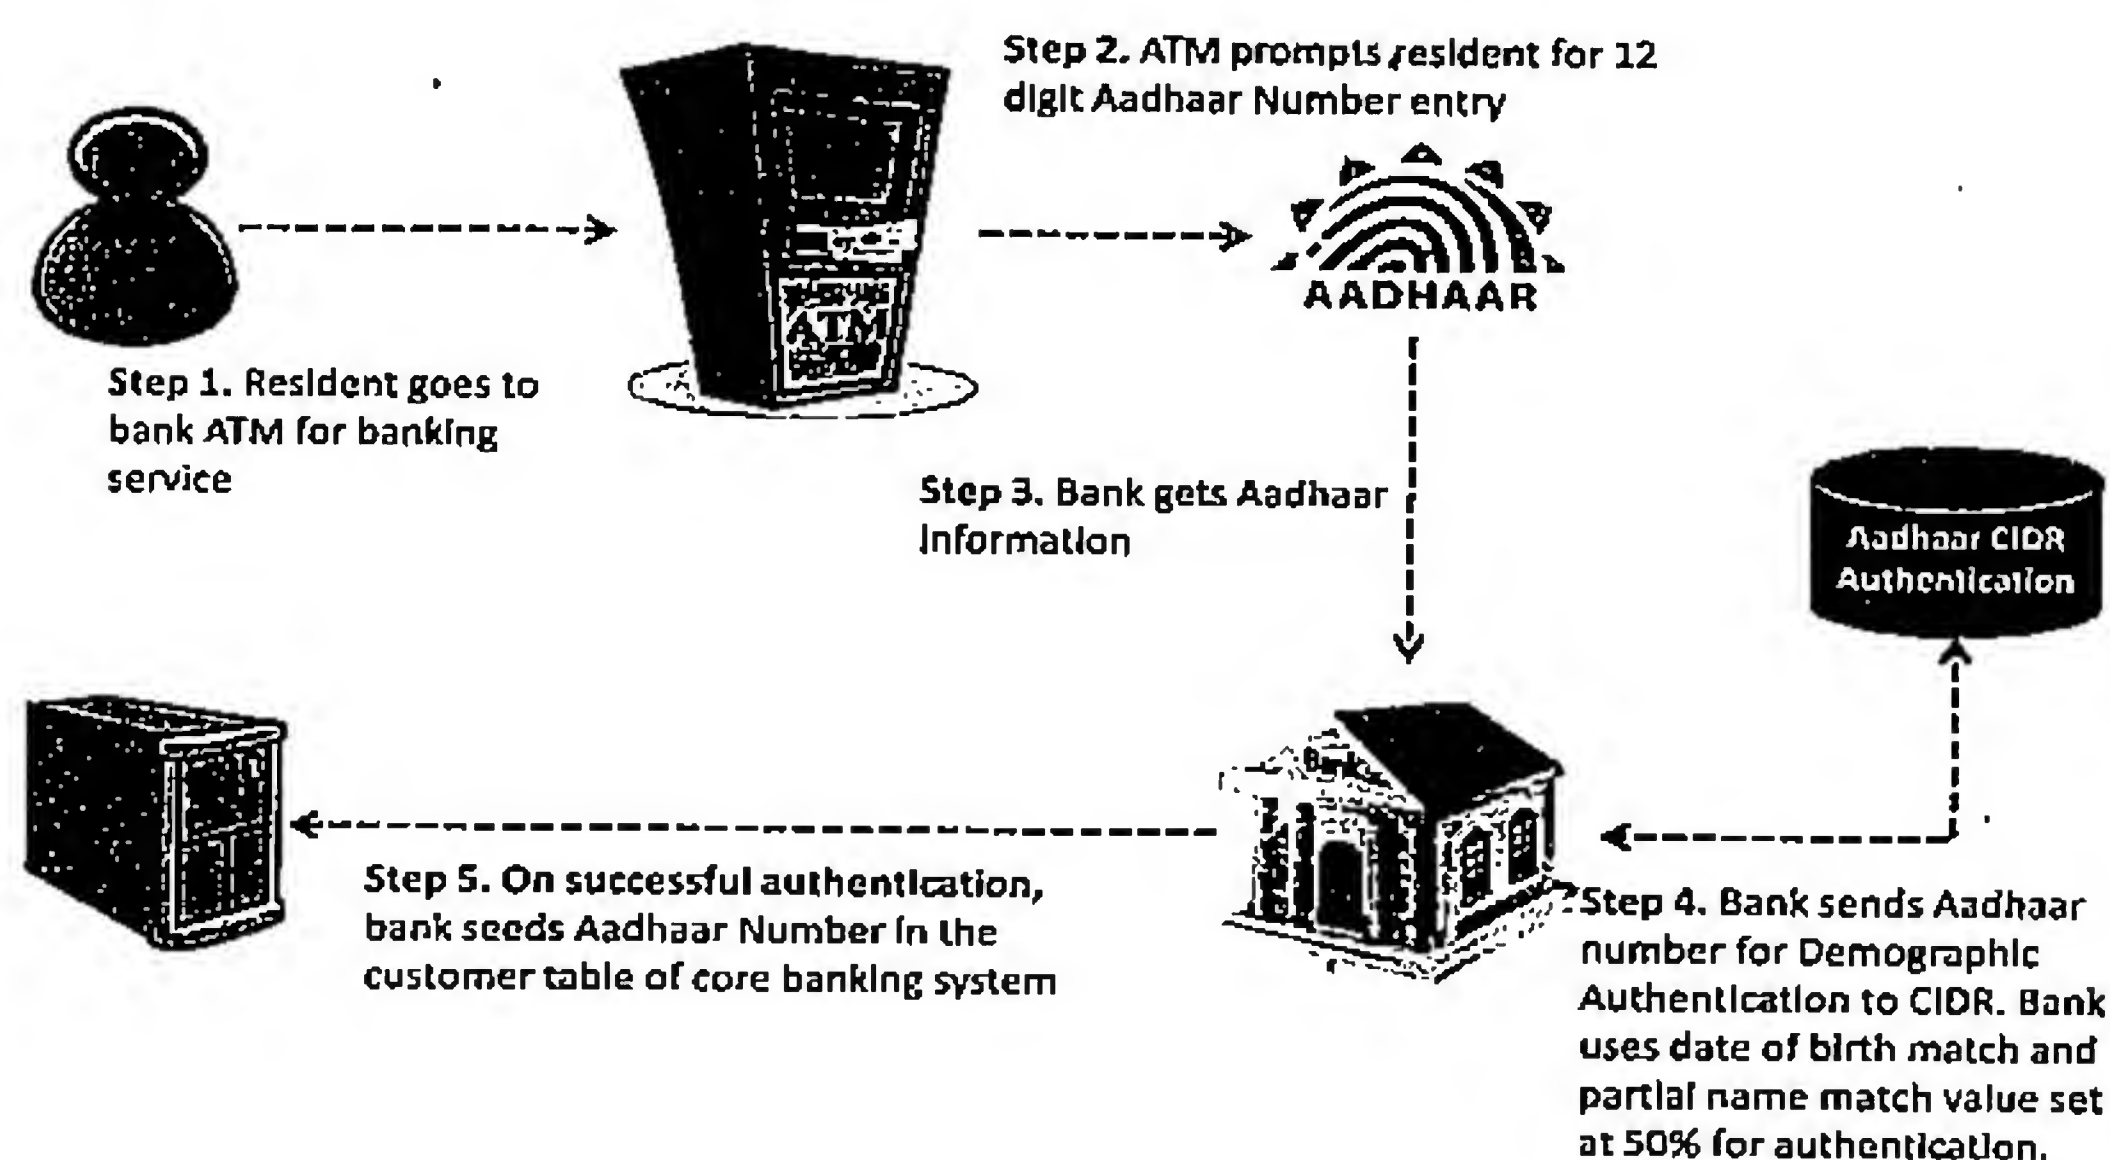 Step 2. ATM prompts resident for 12
digit Aadhaar Number entry
AADHAAR
ATM
Step 1. Resident goes to
bank ATM for banking
service
Step 3. Bank gets Aadhaar
Information
Aadhaar CIDR
Authentication
Bank
Step 5. On successful authentication,
bank seeds Aadhaar Number in the
customer table of core banking system
Step 4. Bank sends Aadhaar
number for Demographic
Authentication to CIDR. Bank
uses date of birth match and
partial name match value set
at 50% for authentication.